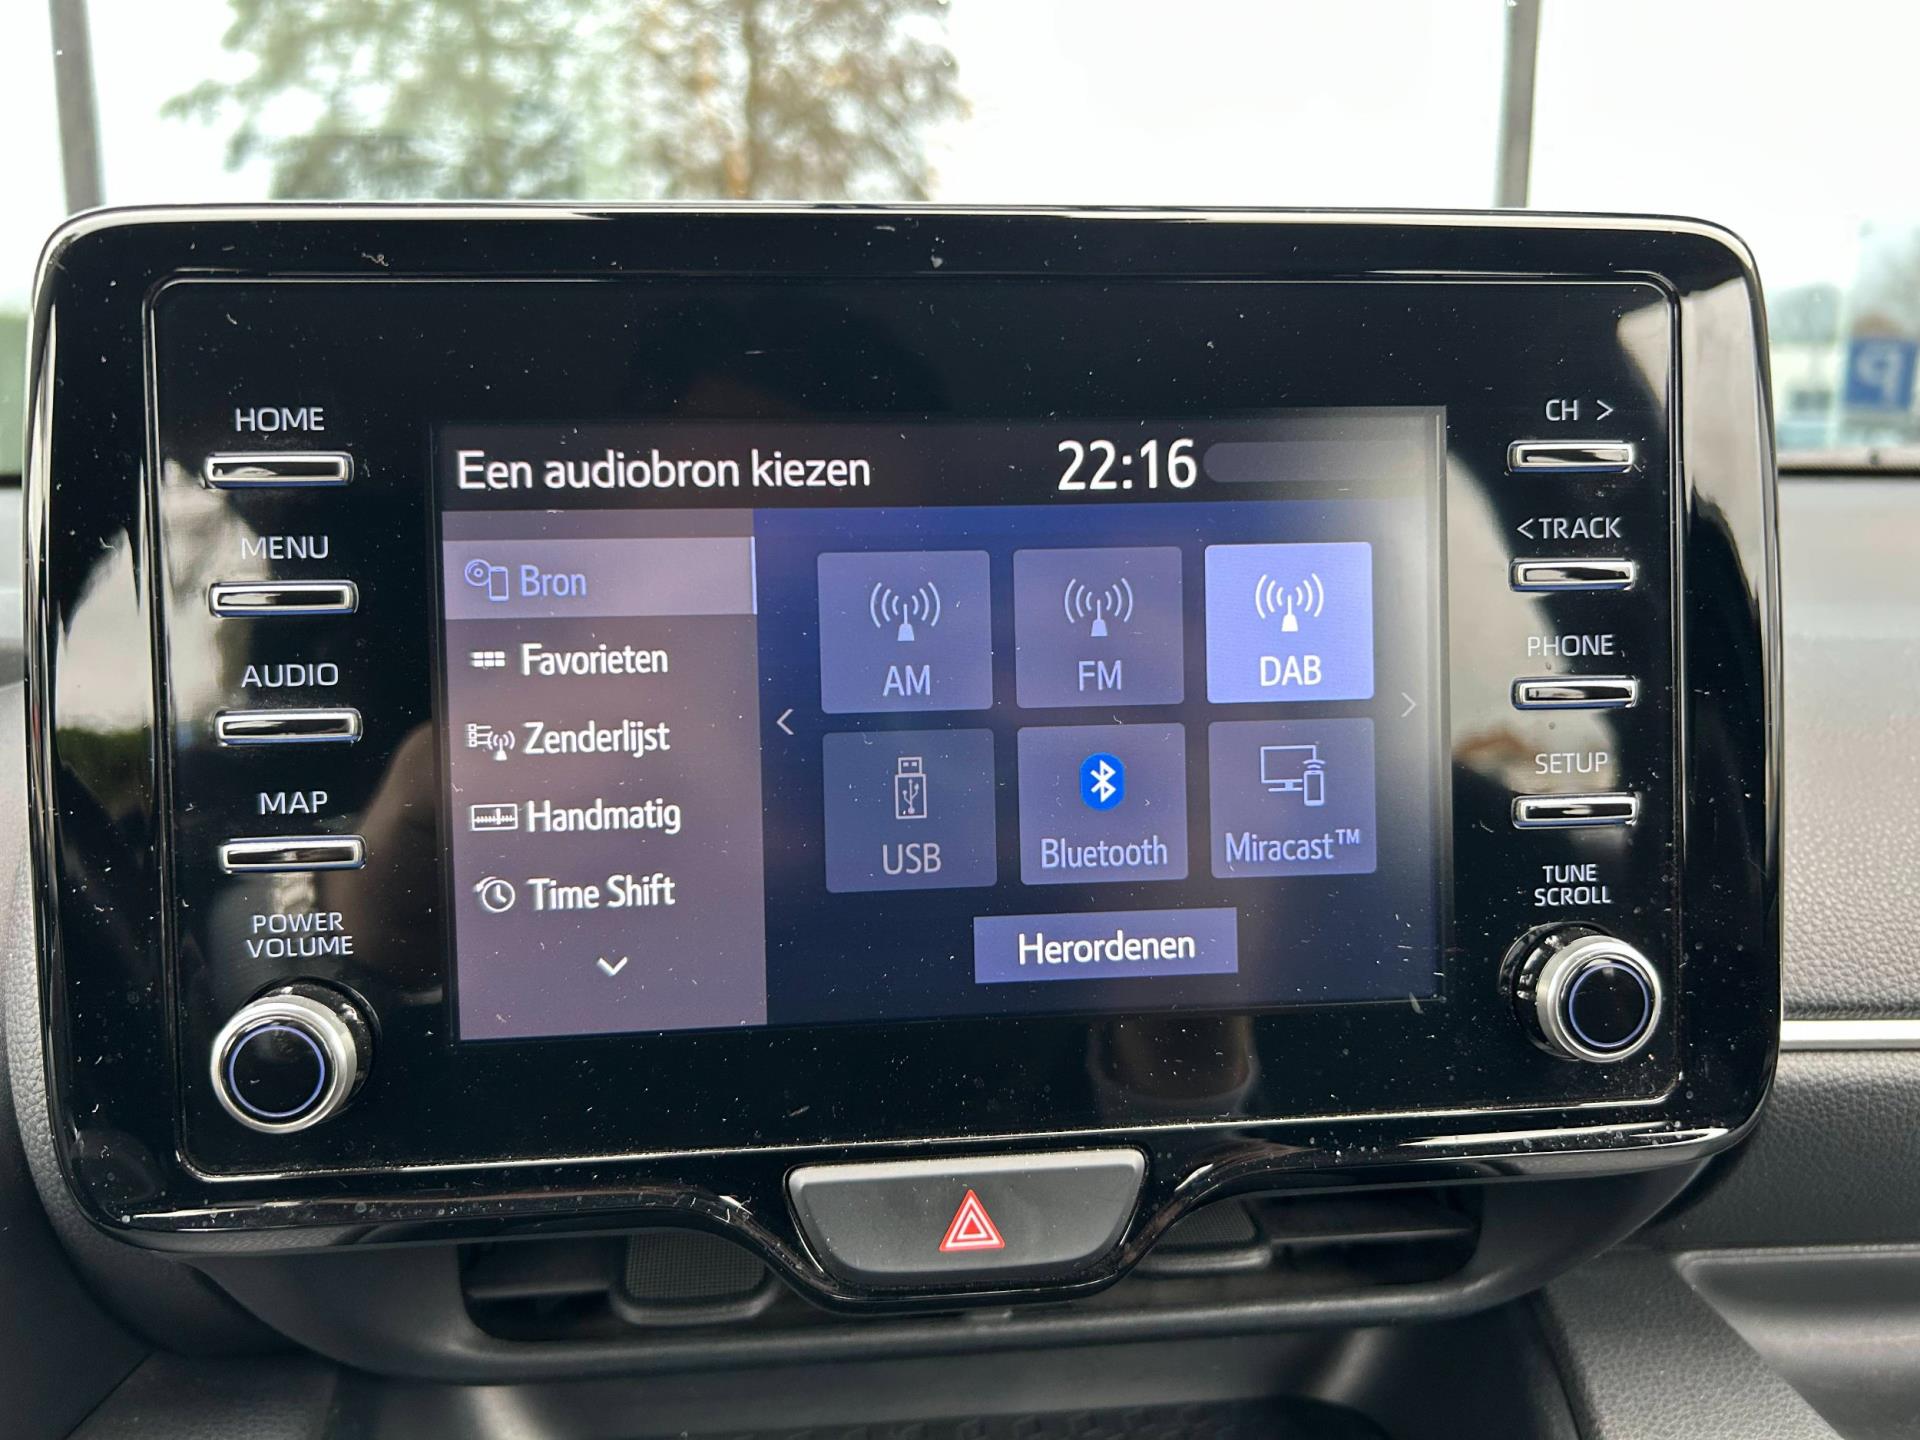 HOME
MENU
AUDIO
MAP
POWER
VOLUME
Een audiobron kiezen
22:16
Bron
Favorieten
Zenderlijst
Handmatig
Time Shift
AM
FM
DAB
USB
Bluetooth
Miracast™
Herordenen
CH >
< TRACK
PHONE
SETUP
TUNE
SCROLL
P